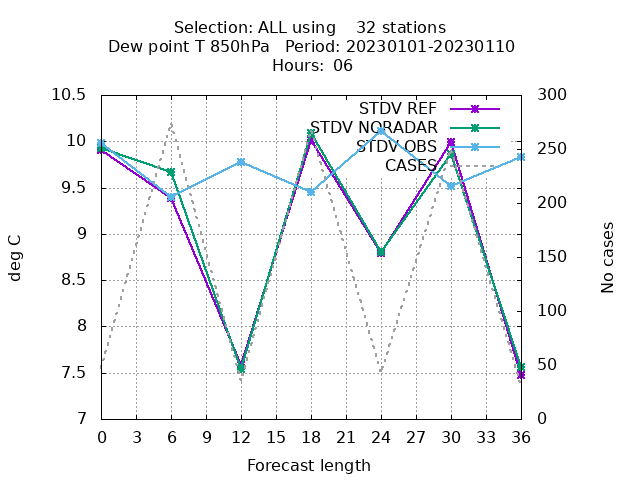 Selection: ALL using    32 stations
Dew point T 850hPa   Period: 20230101-20230110
Hours:  06
10.5
10
9.5
9
8.5
8
7.5
7
300
250
200
150
100
50
0
STDV REF
STDV NORADAR
STDV OBS
CASES
deg C
No cases
0 3 6 9 12 15 18 21 24 27 30 33 36
Forecast length